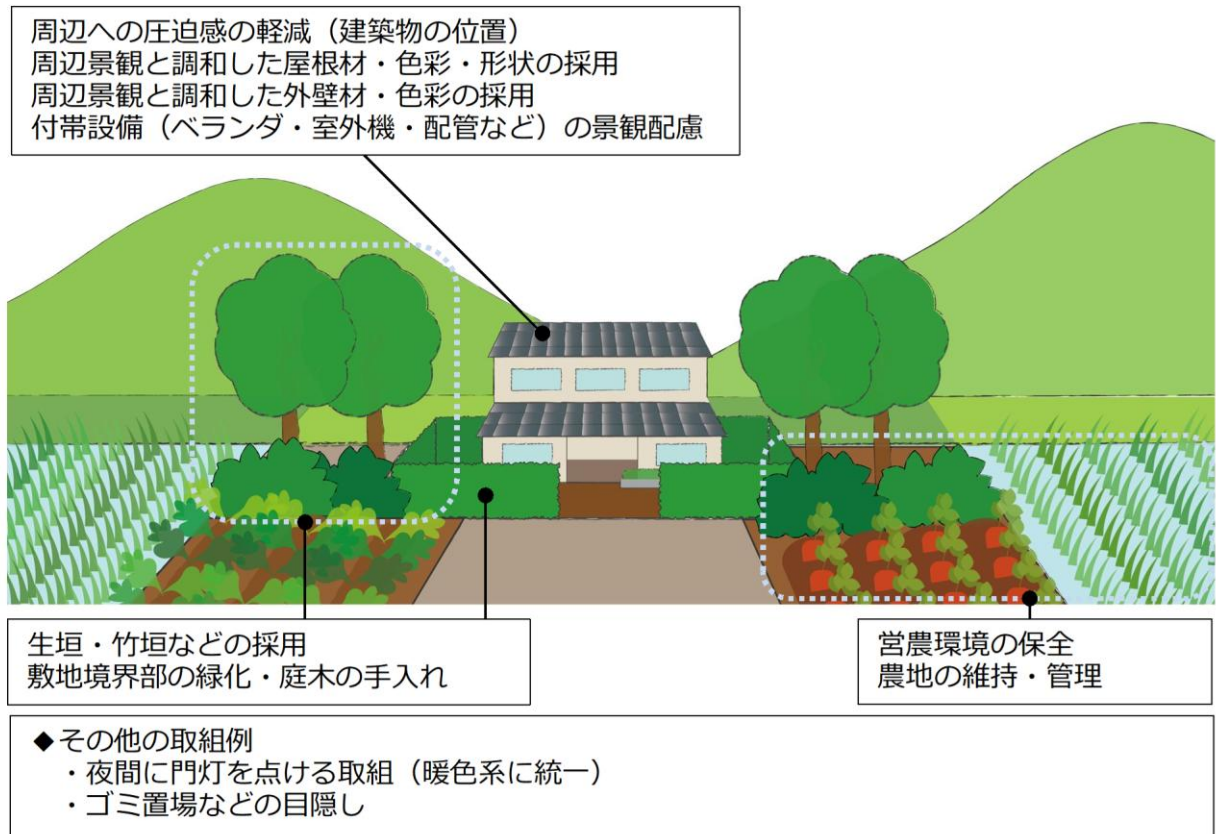 周辺への圧迫感の軽減（建築物の位置）
周辺景観と調和した屋根材・色彩・形状の採用
周辺景観と調和した外壁材・色彩の採用
付帯設備（ベランダ・室外機・配管など）の景観配慮
生垣・竹垣などの採用
敷地境界部の緑化・庭木の手入れ
営農環境の保全
農地の維持・管理
◆その他の取組例
・夜間に門灯を点ける取組（暖色系に統一）
・ゴミ置場などの目隠し